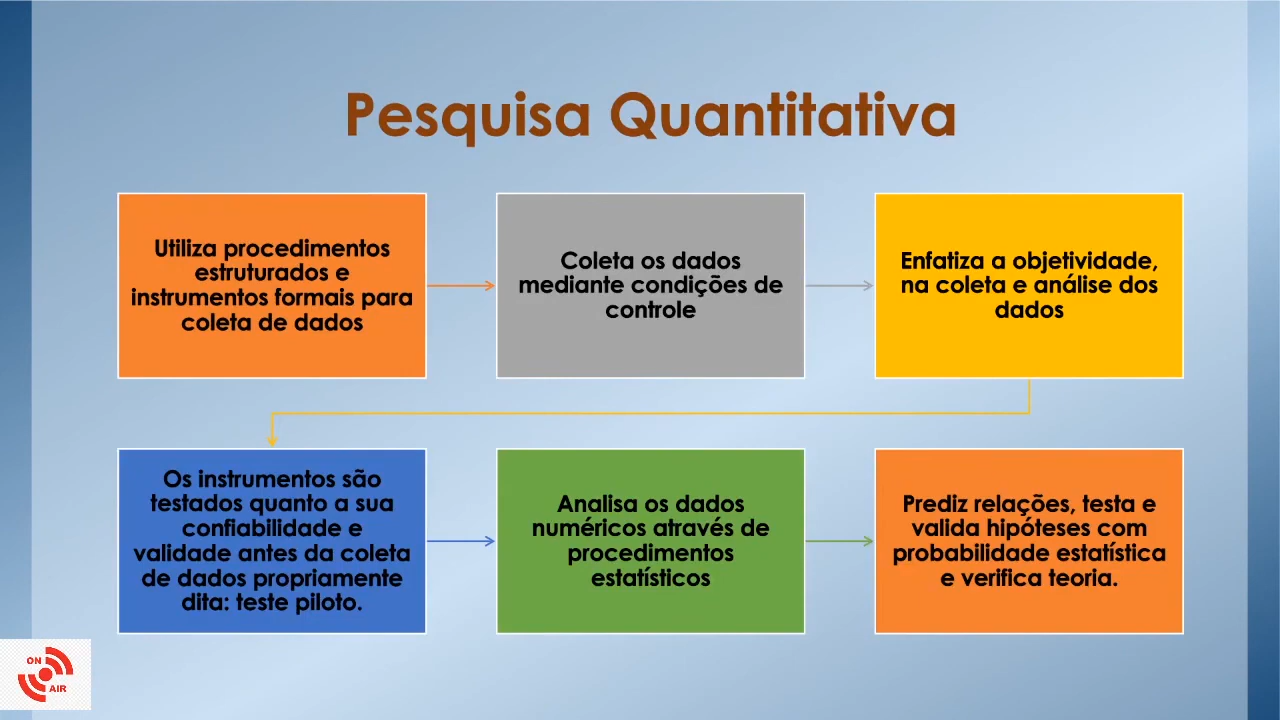 Pesquisa Quantitativa
Utiliza procedimentos
estruturados e
instrumentos formais para
coleta de dados
Coleta os dados
mediante condições de
controle
Enfatiza a objetividade,
na coleta e análise dos
dados
Os instrumentos são
testados quanto a sua
confiabilidade e
validade antes da coleta
de dados propriamente
dita: teste piloto.
Analisa os dados
numéricos através de
procedimentos
estatísticos
Prediz relações, testa e
valida hipóteses com
probabilidade estatística
e verifica teoria.
ON
AIR